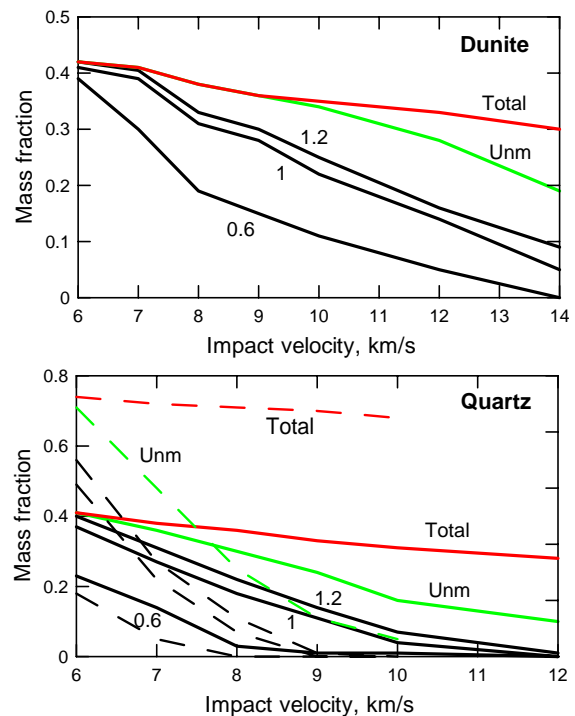 0.5
Dunite
0.4
Total
0.3
1.2
Unm
Mass fraction
0.2
1
0.6
0.1
0
6 7 8 9 10 11 12 13 14
Impact velocity, km/s
0.8
Quartz
Total
0.6
Unm
Mass fraction
0.4
Total
0.2
1.2
Unm
0.6
1
0
6 7 8 9 10 11 12
Impact velocity, km/s